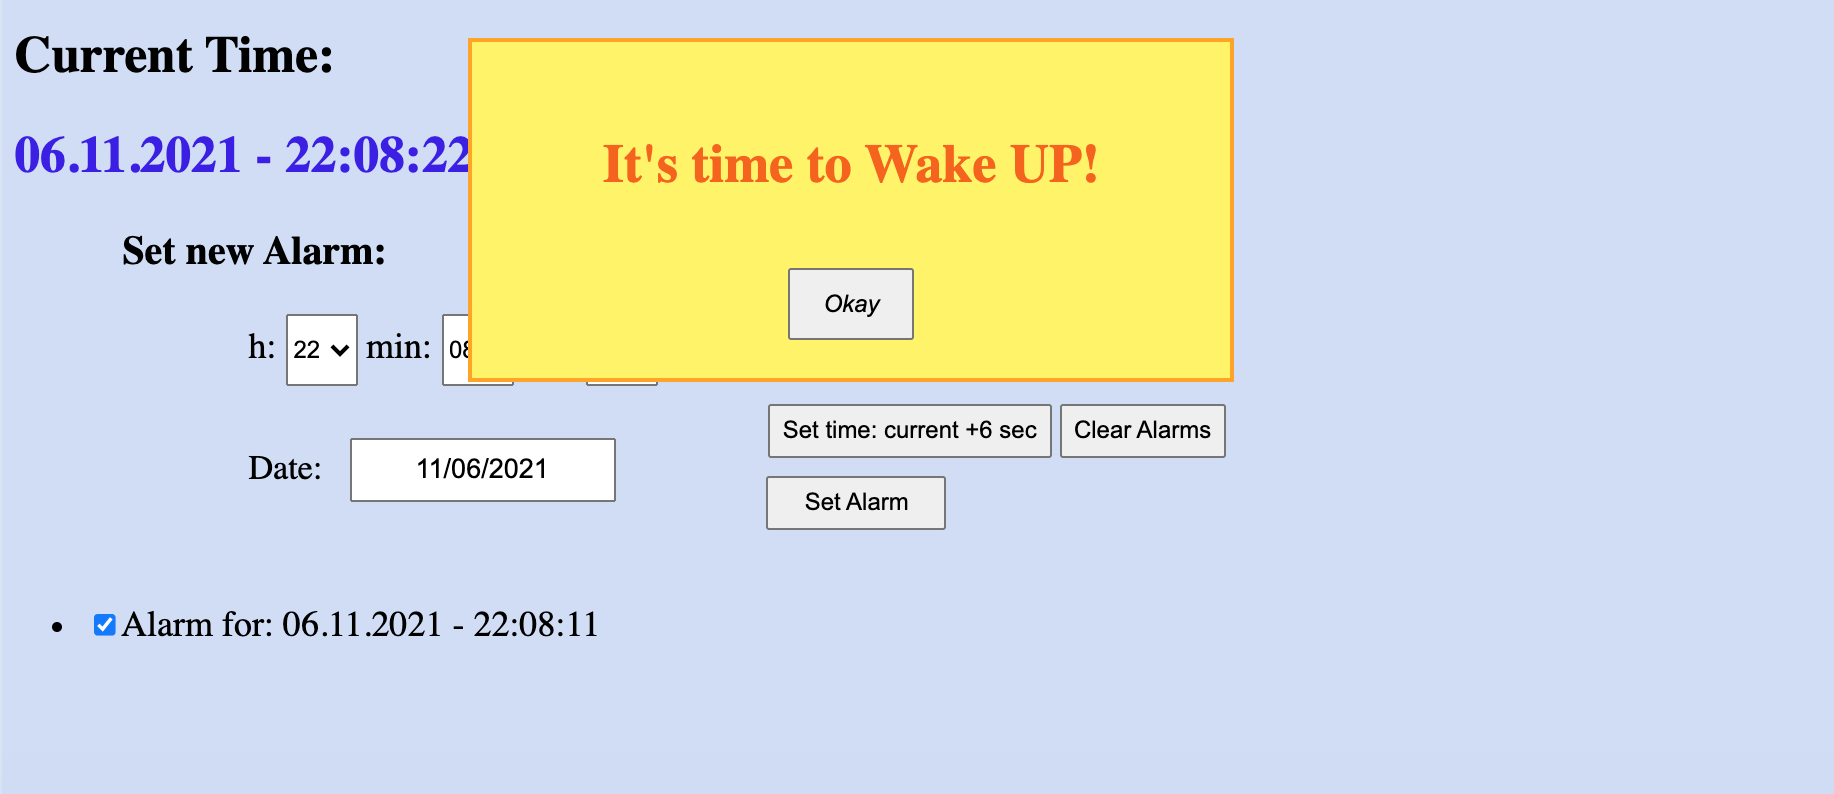 Current Time:
06.11.2021 - 22:08:22
It's time to Wake UP!
Okay
Set new Alarm:
h: 22 min: 08
Date: 11/06/2021
Set time: current +6 sec Clear Alarms
Set Alarm
Alarm for: 06.11.2021 - 22:08:11